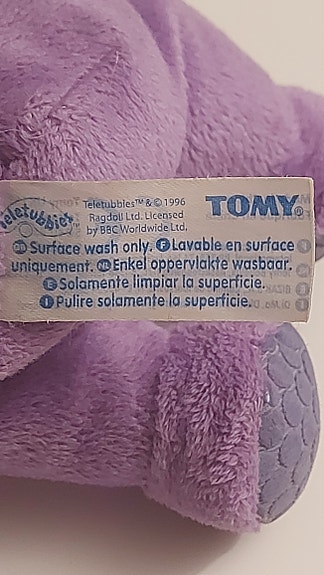 Teletubbies
Teletubbies™ & © 1996
Ragdoll Ltd. Licensed
by BBC Worldwide Ltd.
TOMY®
GB Surface wash only. F Lavable en surface
uniquement. NL Enkel oppervlakte wasbaar.
E Solamente limpiar la superficie.
I Pulire solamente la superficie.